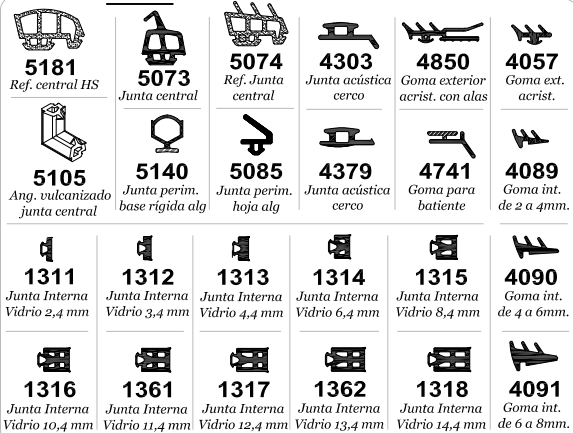 5181
Ref. central HS
5073
Junta central
5074
Ref. Junta
central
4303
Junta acústica
cerco
4850
Goma exterior
acrist. con alas
4057
Goma ext.
acrist.
5105
Ang. vulcanizado
junta central
5140
Junta perim.
base rígida alg
5085
Junta perim.
hoja alg
4379
Junta acústica
cerco
4741
Goma para
batiente
4089
Goma int.
de 2 a 4mm.
1311
Junta Interna
Vidrio 2,4 mm
1312
Junta Interna
Vidrio 3,4 mm
1313
Junta Interna
Vidrio 4,4 mm
1314
Junta Interna
Vidrio 6,4 mm
1315
Junta Interna
Vidrio 8,4 mm
4090
Goma int.
de 4 a 6mm.
1316
Junta Interna
Vidrio 10,4 mm
1361
Junta Interna
Vidrio 11,4 mm
1317
Junta Interna
Vidrio 12,4 mm
1362
Junta Interna
Vidrio 13,4 mm
1318
Junta Interna
Vidrio 14,4 mm
4091
Goma int.
de 6 a 8mm.